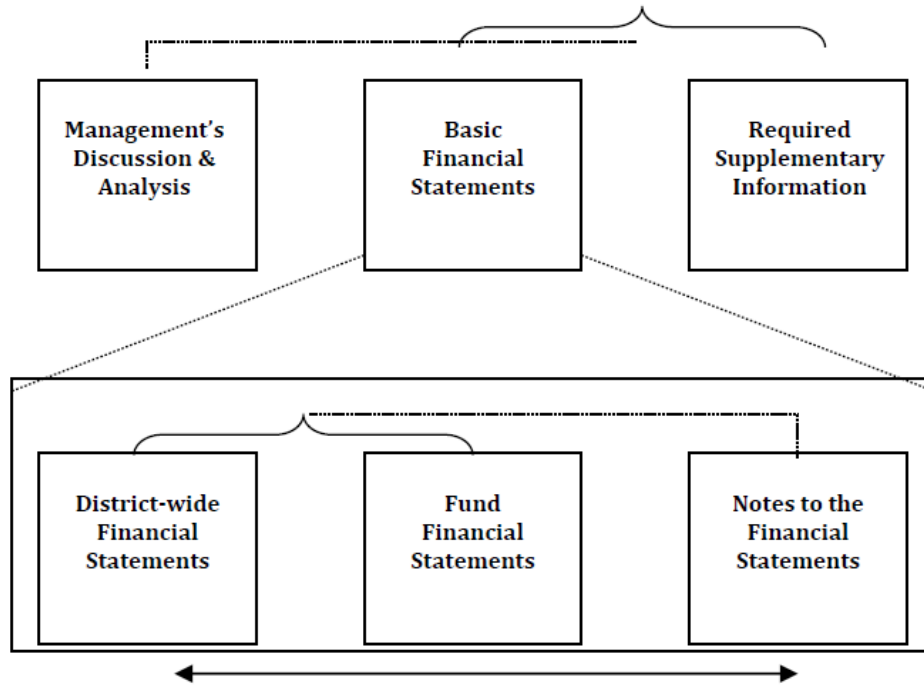 Management's
Discussion &
Analysis
Basic
Financial
Statements
Required
Supplementary
Information
District-wide
Financial
Statements
Fund
Financial
Statements
Notes to the
Financial
Statements